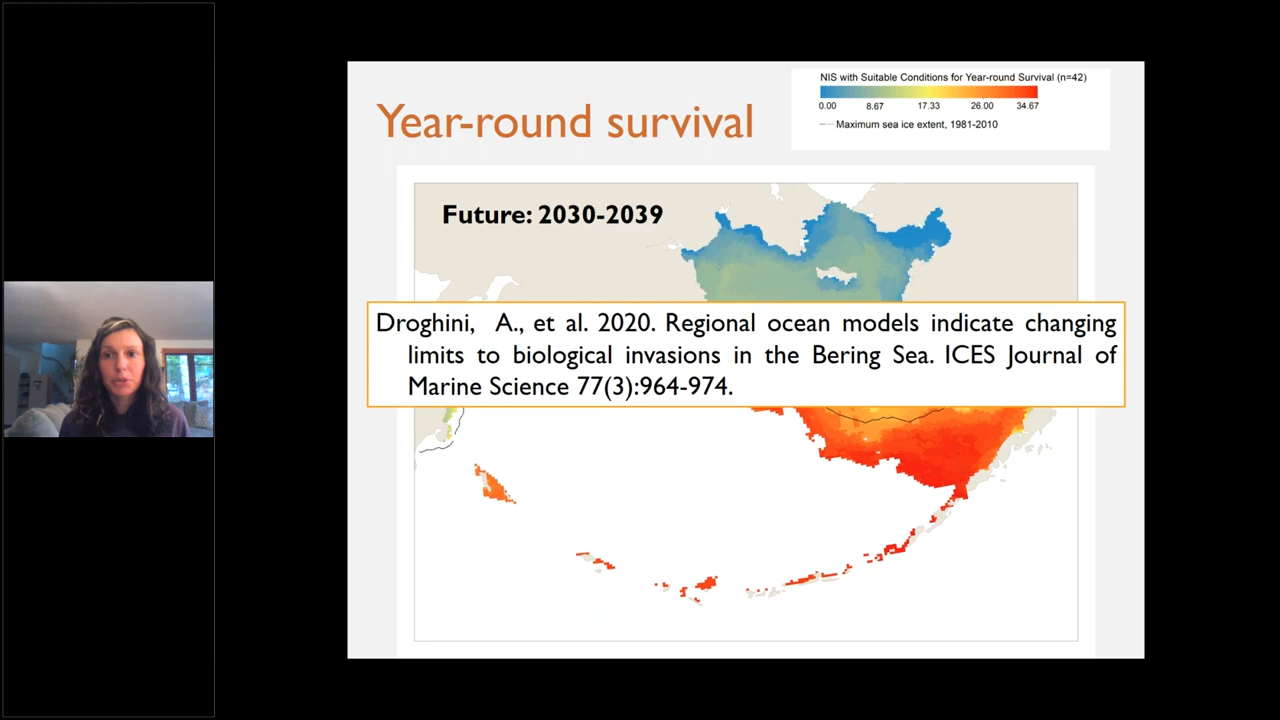 Year-round survival
NIS with Suitable Conditions for Year-round Survival (n=42)
0.00 8.67 17.33 26.00 34.67
Maximum sea ice extent, 1981-2010
Future: 2030-2039
Droghini, A., et al. 2020. Regional ocean models indicate changing
limits to biological invasions in the Bering Sea. ICES Journal of
Marine Science 77(3):964-974.